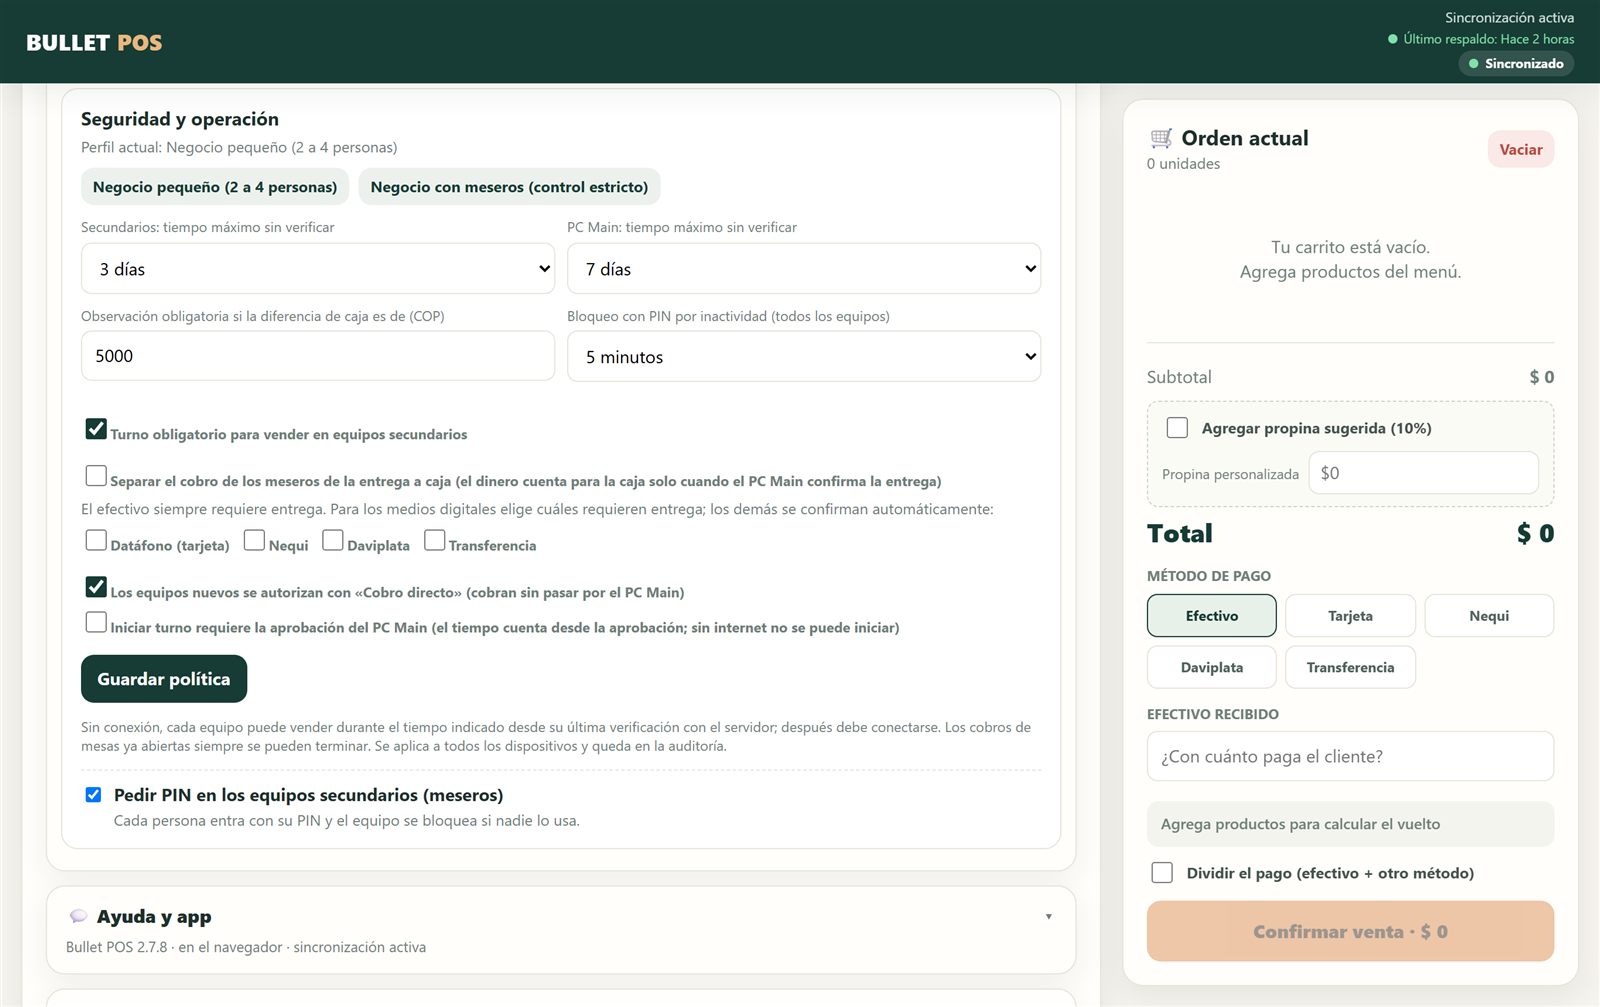 BULLET POS
Sincronización activa
Último respaldo: Hace 2 horas
Sincronizado
Seguridad y operación
Perfil actual: Negocio pequeño (2 a 4 personas)
Negocio pequeño (2 a 4 personas)
Negocio con meseros (control estricto)
Secundarios: tiempo máximo sin verificar
3 días
PC Main: tiempo máximo sin verificar
7 días
Observación obligatoria si la diferencia de caja es de (COP)
5000
Bloqueo con PIN por inactividad (todos los equipos)
5 minutos
Turno obligatorio para vender en equipos secundarios
Separar el cobro de los meseros de la entrega a caja (el dinero cuenta para la caja solo cuando el PC Main confirma la entrega)
El efectivo siempre requiere entrega. Para los medios digitales elige cuáles requieren entrega; los demás se confirman automáticamente:
Datáfono (tarjeta) Nequi Daviplata Transferencia
Los equipos nuevos se autorizan con «Cobro directo» (cobran sin pasar por el PC Main)
Iniciar turno requiere la aprobación del PC Main (el tiempo cuenta desde la aprobación; sin internet no se puede iniciar)
Guardar política
Sin conexión, cada equipo puede vender durante el tiempo indicado desde su última verificación con el servidor; después debe conectarse. Los cobros de
mesas ya abiertas siempre se pueden terminar. Se aplica a todos los dispositivos y queda en la auditoría.
Pedir PIN en los equipos secundarios (meseros)
Cada persona entra con su PIN y el equipo se bloquea si nadie lo usa.
Ayuda y app
Bullet POS 2.7.8 · en el navegador · sincronización activa
Orden actual
0 unidades
Vaciar
Tu carrito está vacío.
Agrega productos del menú.
Subtotal $ 0
Agregar propina sugerida (10%)
Propina personalizada $0
Total $ 0
MÉTODO DE PAGO
Efectivo Tarjeta Nequi
Daviplata Transferencia
EFECTIVO RECIBIDO
¿Con cuánto paga el cliente?
Agrega productos para calcular el vuelto
Dividir el pago (efectivo + otro método)
Confirmar venta · $ 0